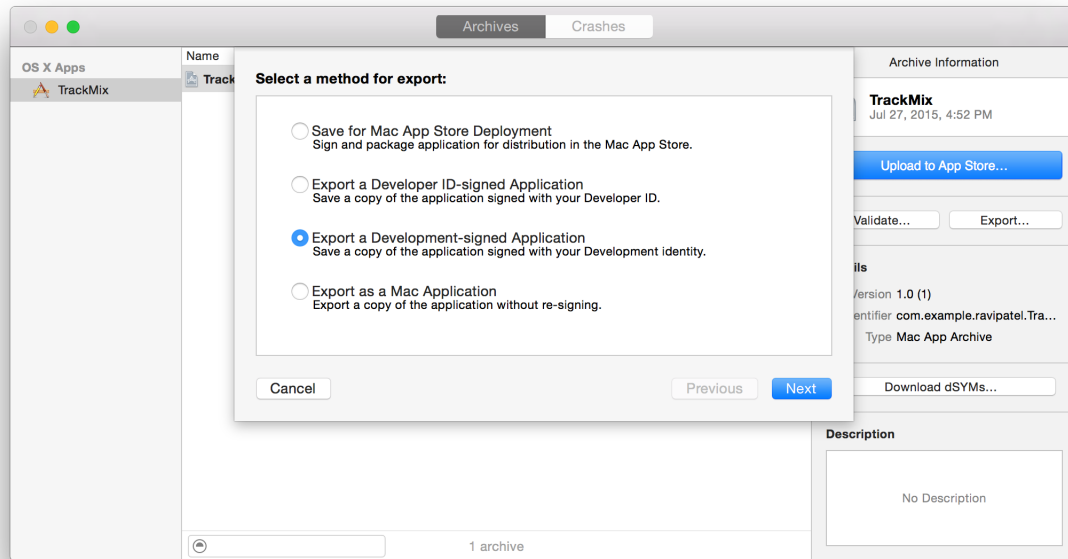 Archives
Crashes
OS X Apps
TrackMix
Name
Track
Select a method for export:
Save for Mac App Store Deployment
Sign and package application for distribution in the Mac App Store.
Export a Developer ID-signed Application
Save a copy of the application signed with your Developer ID.
Export a Development-signed Application
Save a copy of the application signed with your Development identity.
Export as a Mac Application
Export a copy of the application without re-signing.
Cancel
Previous
Next
1 archive
Archive Information
TrackMix
Jul 27, 2015, 4:52 PM
Upload to App Store…
Validate…
Export…
ils
Version 1.0 (1)
entifier com.example.ravipatel.Tra…
Type Mac App Archive
Download dSYMs…
Description
No Description